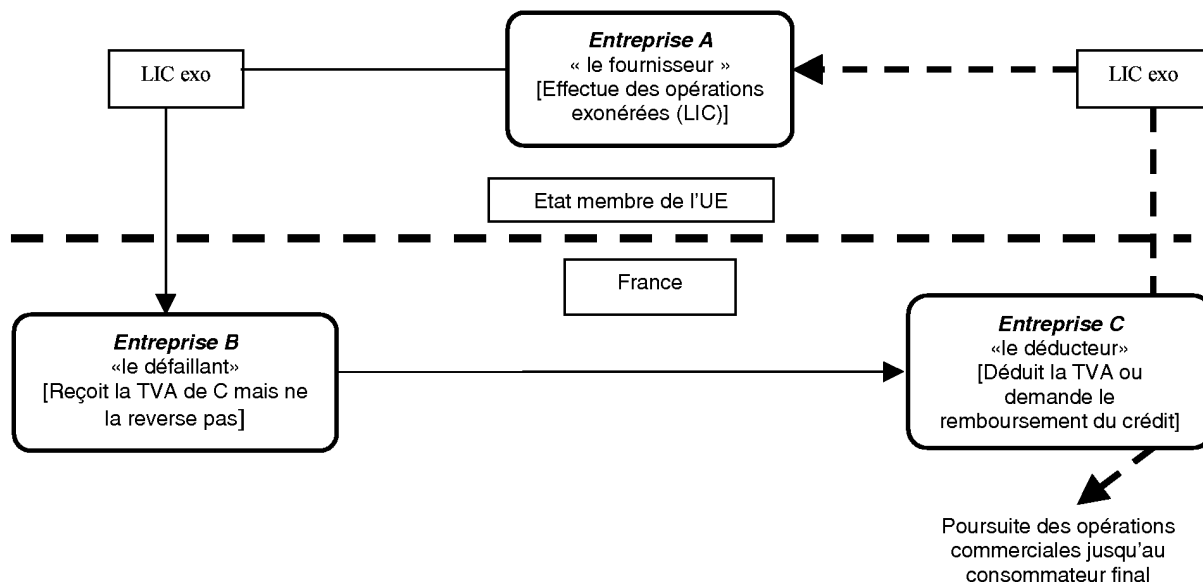 LIC exo
Entreprise A
« le fournisseur »
[Effectue des opérations
exonérées (LIC)]
LIC exo
Etat membre de l'UE
France
Entreprise B
«le défaillant»
[Reçoit la TVA de C mais ne
la reverse pas]
Entreprise C
«le déducteur»
[Déduit la TVA ou
demande le
remboursement du crédit]
Poursuite des opérations
commerciales jusqu'au
consommateur final